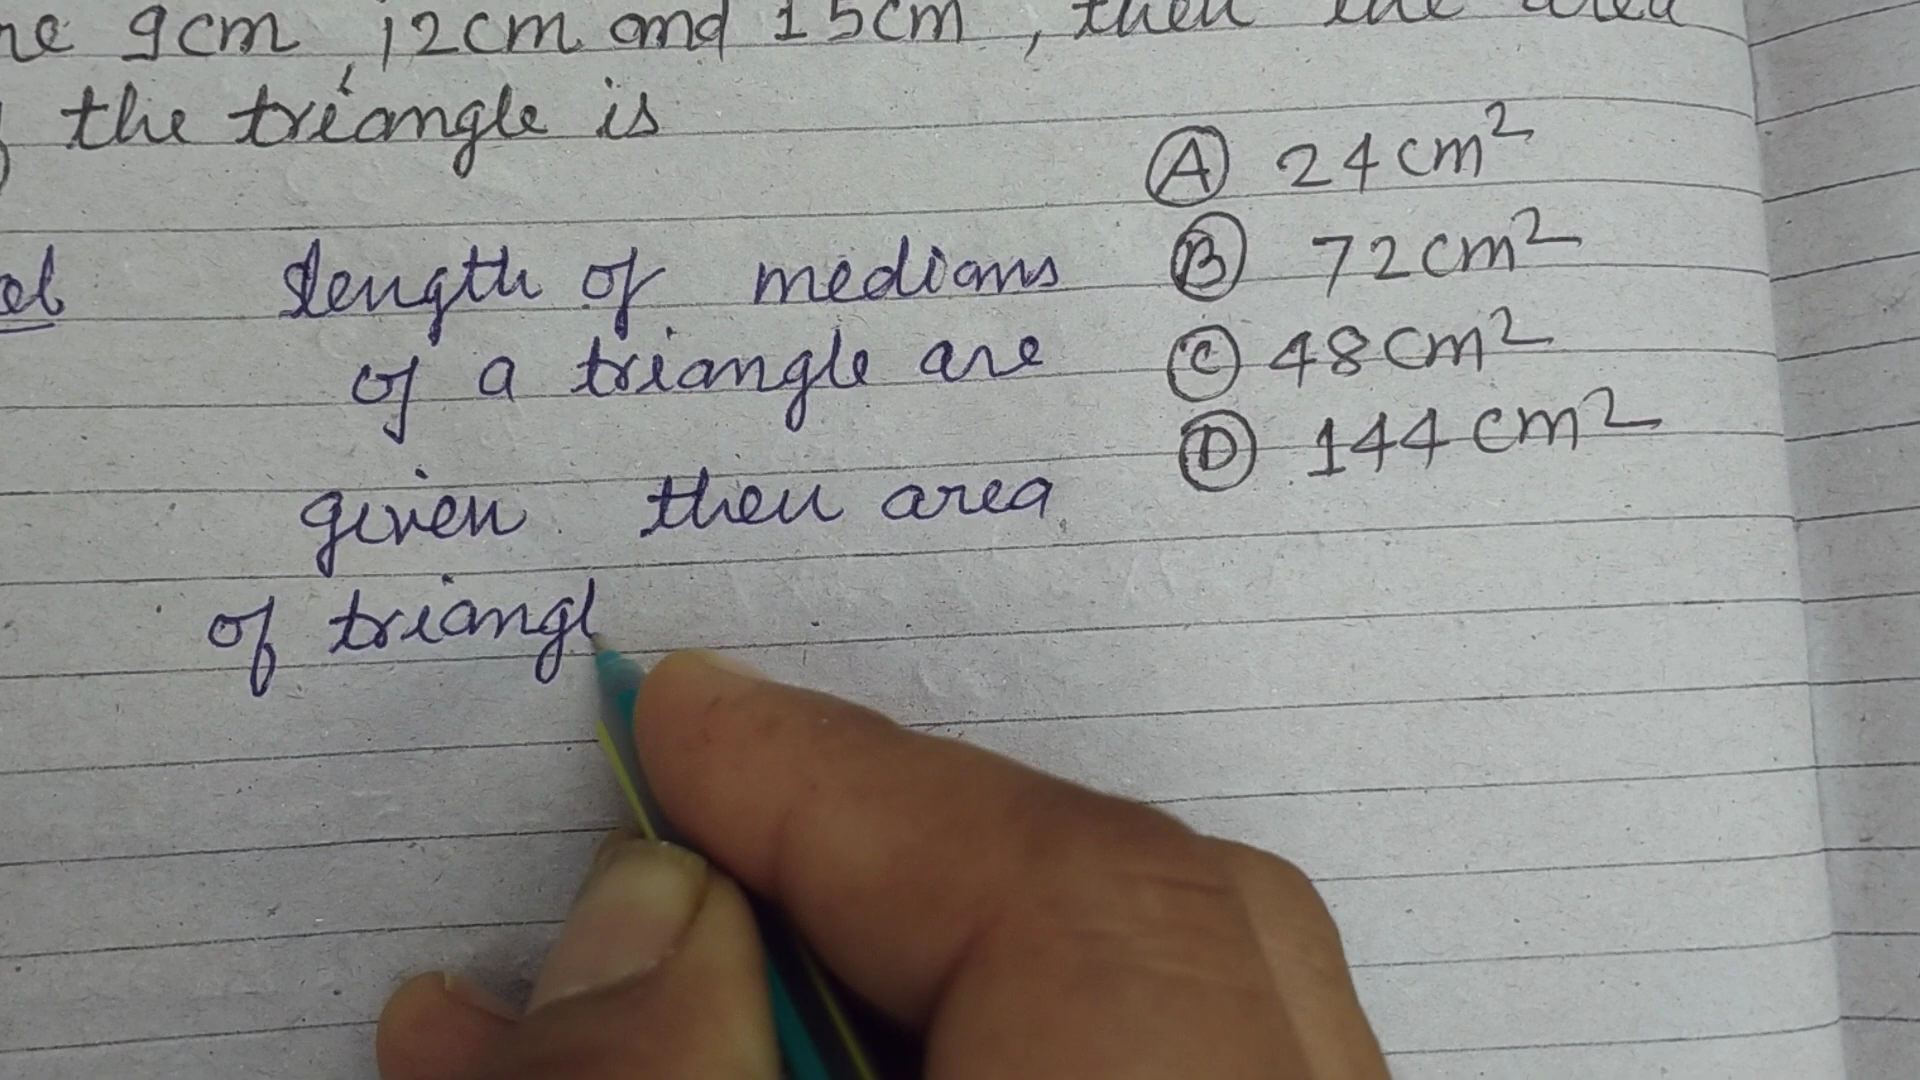 9cm, 12cm and 15cm, then the area
the triangle is
(A) 24cm²
(B) 72cm²
(C) 48cm²
(D) 144cm²
length of medians
of a triangle are
given then area
of triangl